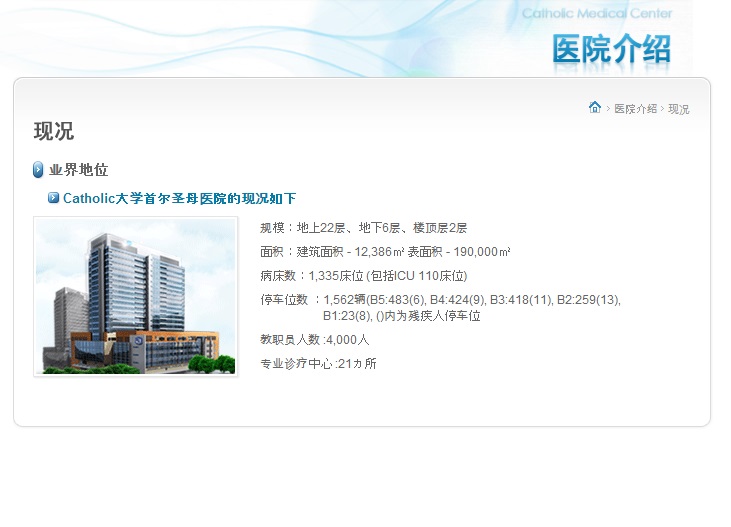 Catholic Medical Center
医院介绍
> 医院介绍 > 现况
现况
业界地位
Catholic大学首尔圣母医院的现况如下
规模：地上22层、地下6层、楼顶层2层
面积：建筑面积 - 12,386㎡ 表面积 - 190,000㎡
病床数：1,335床位 (包括ICU 110床位)
停车位数 ：1,562辆(B5:483(6), B4:424(9), B3:418(11), B2:259(13),
B1:23(8), ()内为残疾人停车位
教职员人数 :4,000人
专业诊疗中心 :21カ所